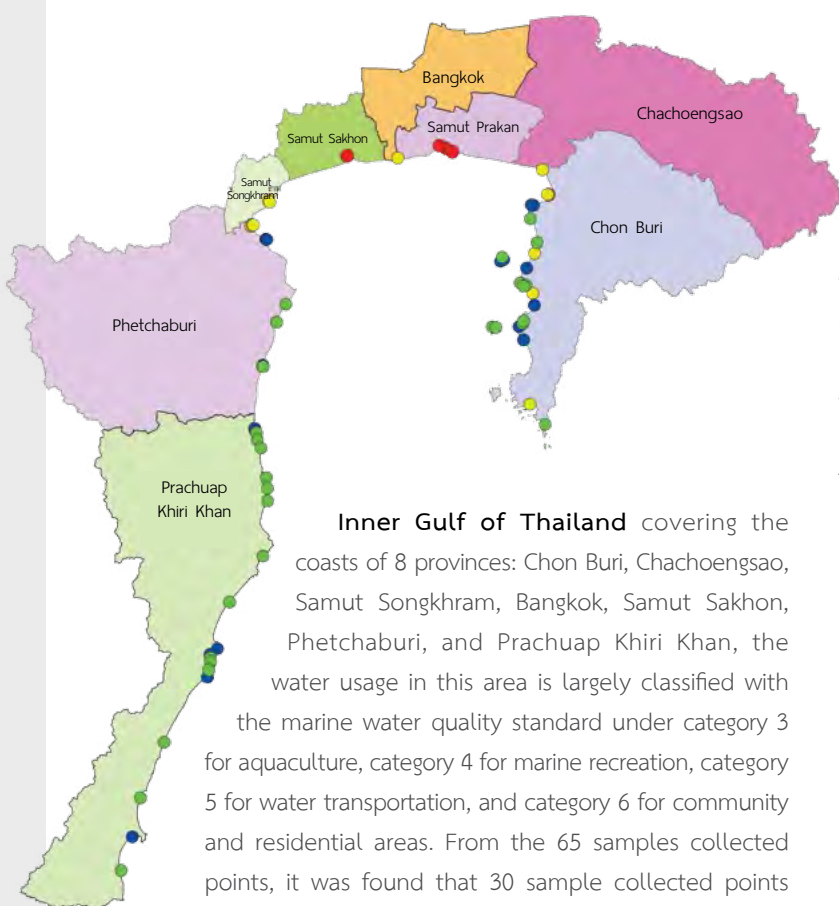 Bangkok
Chachoengsao
Samut Prakan
Samut Sakhon
Samut
Songkhram
Chon Buri
Phetchaburi
Prachuap
Khiri Khan
Inner Gulf of Thailand covering the
coasts of 8 provinces: Chon Buri, Chachoengsao,
Samut Songkhram, Bangkok, Samut Sakhon,
Phetchaburi, and Prachuap Khiri Khan, the
water usage in this area is largely classified with
the marine water quality standard under category 3
for aquaculture, category 4 for marine recreation, category
5 for water transportation, and category 6 for community
and residential areas. From the 65 samples collected
points, it was found that 30 sample collected points